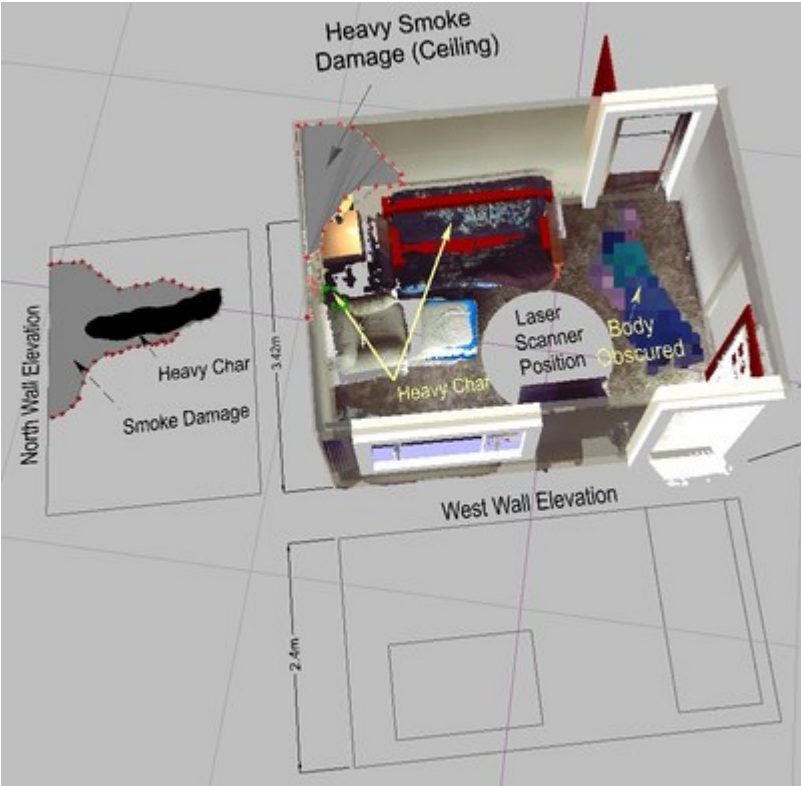 Heavy Smoke
Damage (Ceiling)
North Wall Elevation
Heavy Char
Smoke Damage
3.42m
Laser
Scanner
Position
Body
Obscured
Heavy Char
West Wall Elevation
2.4m